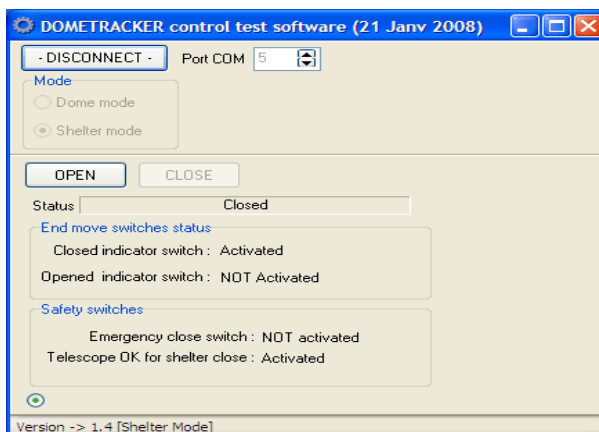 DOMETRACKER control test software (21 Janv 2008)
- DISCONNECT - Port COM 5
Mode
Dome mode
Shelter mode
OPEN CLOSE
Status Closed
End move switches status
Closed indicator switch : Activated
Opened indicator switch : NOT Activated
Safety switches
Emergency close switch : NOT activated
Telescope OK for shelter close : Activated
Version -> 1.4 [Shelter Mode]